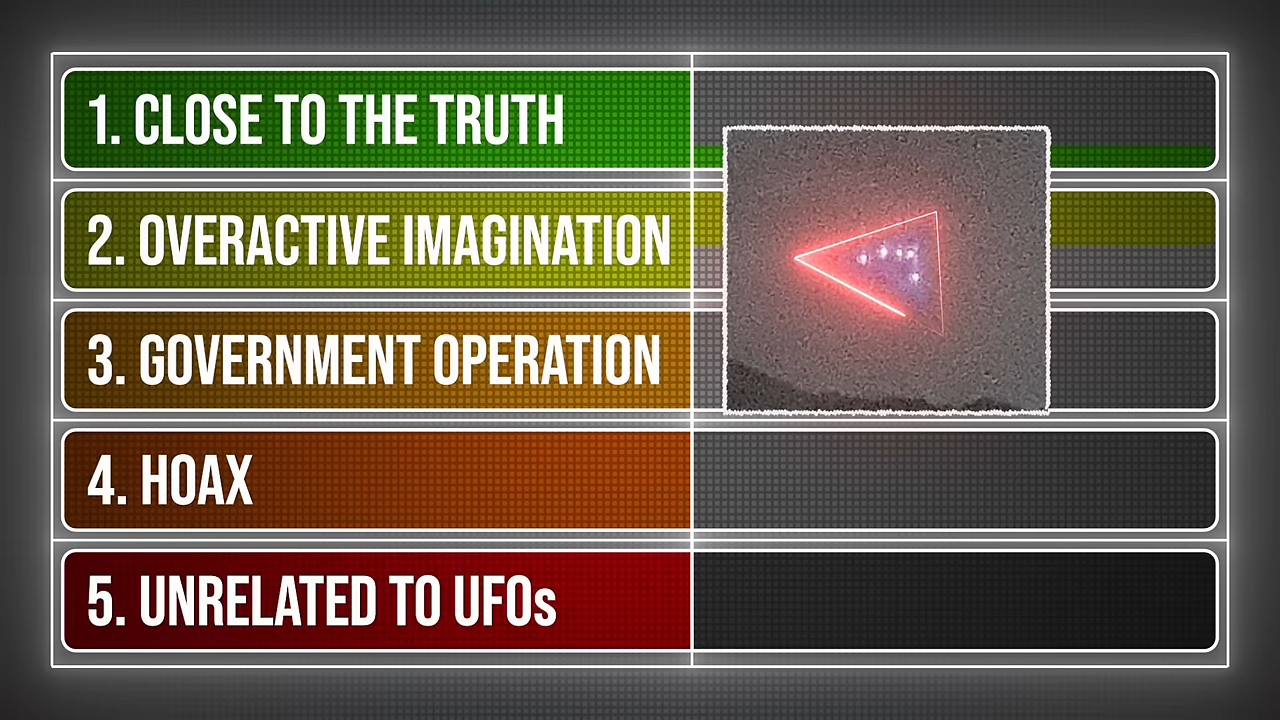 1. CLOSE TO THE TRUTH
2. OVERACTIVE IMAGINATION
3. GOVERNMENT OPERATION
4. HOAX
5. UNRELATED TO UFOs